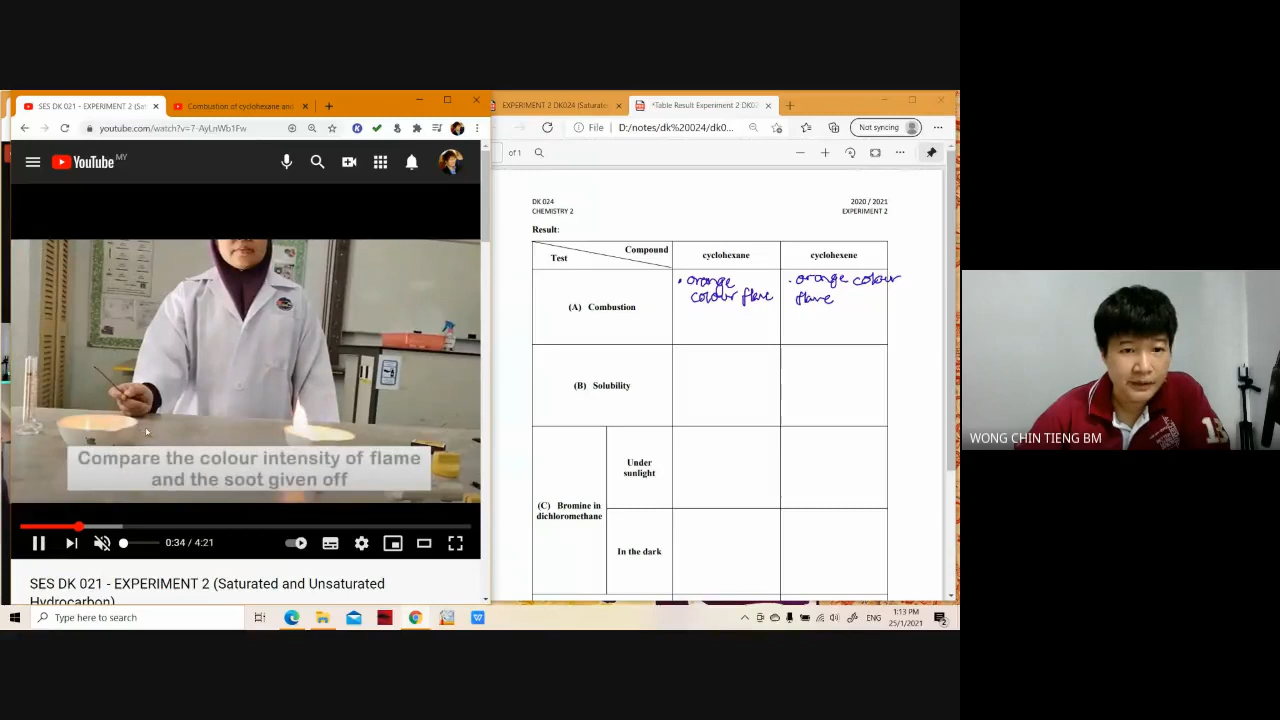 SES DK 021 - EXPERIMENT 2 (Sat
Combustion of cyclohexane and
EXPERIMENT 2 DK024 (Saturate
*Table Result Experiment 2 DK02
youtube.com/watch?v=7-AyLnWb1Fw
File
D:/notes/dk%20024/dk0...
Not syncing
YouTube MY
of 1
DK 024
CHEMISTRY 2
2020 / 2021
EXPERIMENT 2
Result:
Compound
Test
cyclohexane
cyclohexene
(A) Combustion
• orange
colour flame
• orange colour
flame
(B) Solubility
(C) Bromine in
dichloromethane
Under
sunlight
In the dark
Compare the colour intensity of flame
and the soot given off
0:34 / 4:21
SES DK 021 - EXPERIMENT 2 (Saturated and Unsaturated
Hydrocarbon)
Type here to search
ENG
1:13 PM
25/1/2021
2
WONG CHIN TIENG BM
13